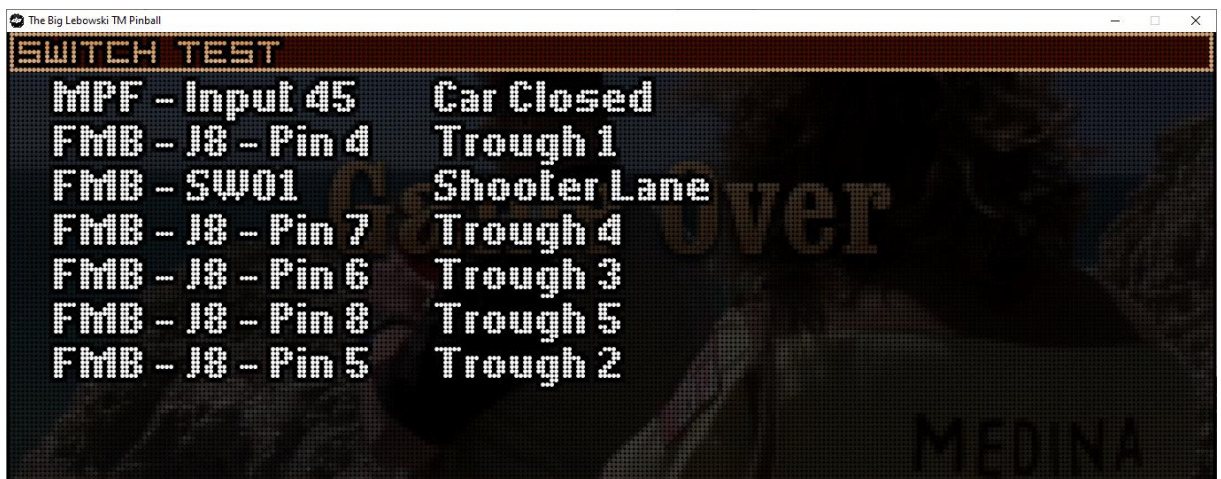 The Big Lebowski TM Pinball
SWITCH TEST
MPF - Input 45 Car Closed
FMB - J8 - Pin 4 Trough 1
FMB - SW01 Shooter Lane
FMB - J8 - Pin 7 Trough 4
FMB - J8 - Pin 6 Trough 3
FMB - J8 - Pin 8 Trough 5
FMB - J8 - Pin 5 Trough 2
Game Over
MEDINA